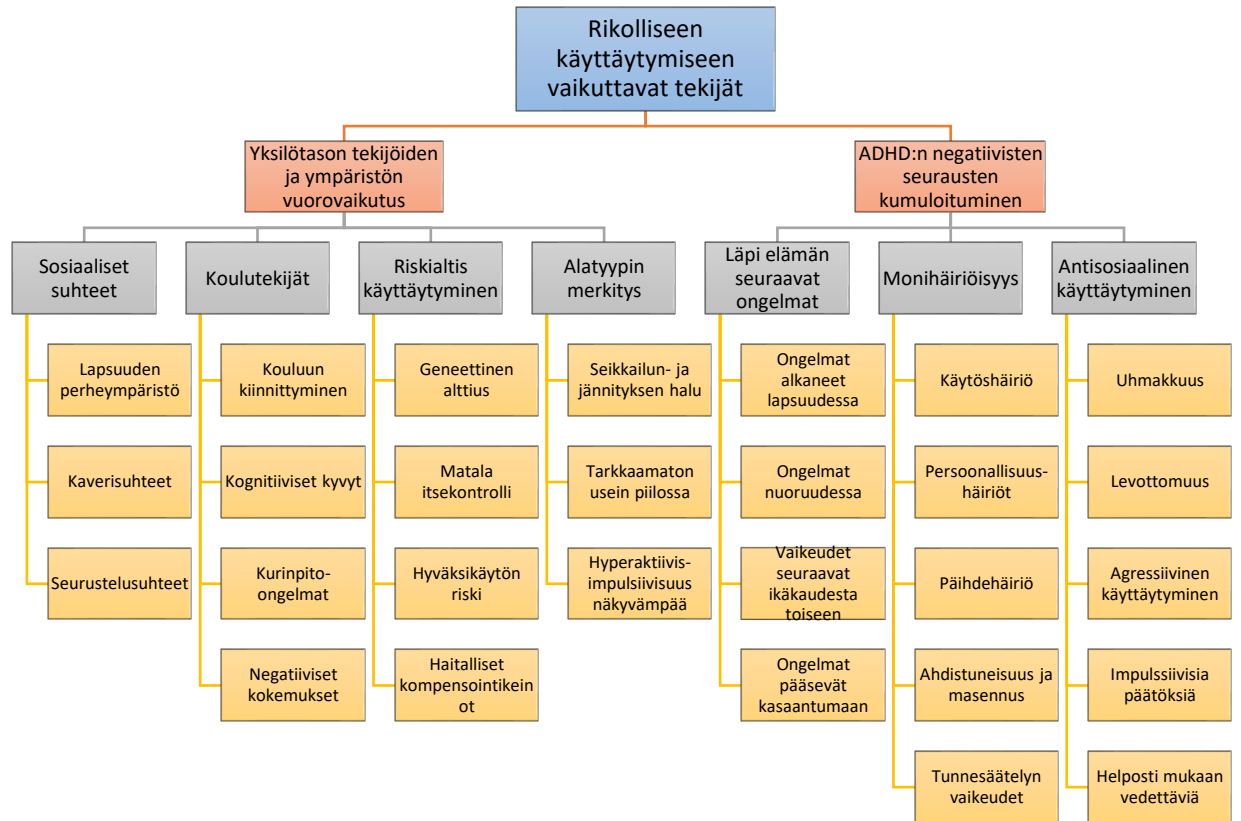 Rikolliseen
käyttäytymiseen
vaikuttavat tekijät
Yksilötason tekijöiden
ja ympäristön
vuorovaikutus
ADHD:n negatiivisten
seurausten
kumuloituminen
Sosiaaliset
suhteet
Koulutekijät
Riskialtis
käyttäytyminen
Alatyypin
merkitys
Läpi elämän
seuraavat
ongelmat
Monihäiriöisyys
Antisosiaalinen
käyttäytyminen
Lapsuuden
perheympäristö
Kaverisuhteet
Seurustelusuhteet
Kouluun
kiinnittyminen
Kognitiiviset kyvyt
Kurinpito-
ongelmat
Negatiiviset
kokemukset
Geneettinen
alttius
Matala
itsekontrolli
Hyväksikäytön
riski
Haitalliset
kompensointikein
ot
Seikkailun- ja
jännityksen halu
Tarkkaamaton
usein piilossa
Hyperaktiivis-
impulsiivisuus
näkyvämpää
Ongelmat
alkaneet
lapsuudessa
Ongelmat
nuoruudessa
Vaikeudet
seuraavat
ikäkaudesta
toiseen
Ongelmat
pääsevät
kasaantumaan
Käytöshäiriö
Persoonallisuus-
häiriöt
Päihdehäiriö
Ahdistuneisuus ja
masennus
Tunnesäätelyn
vaikeudet
Uhmakkuus
Levottomuus
Agressiivinen
käyttäytyminen
Impulssiivisia
päätöksiä
Helposti mukaan
vedettäviä